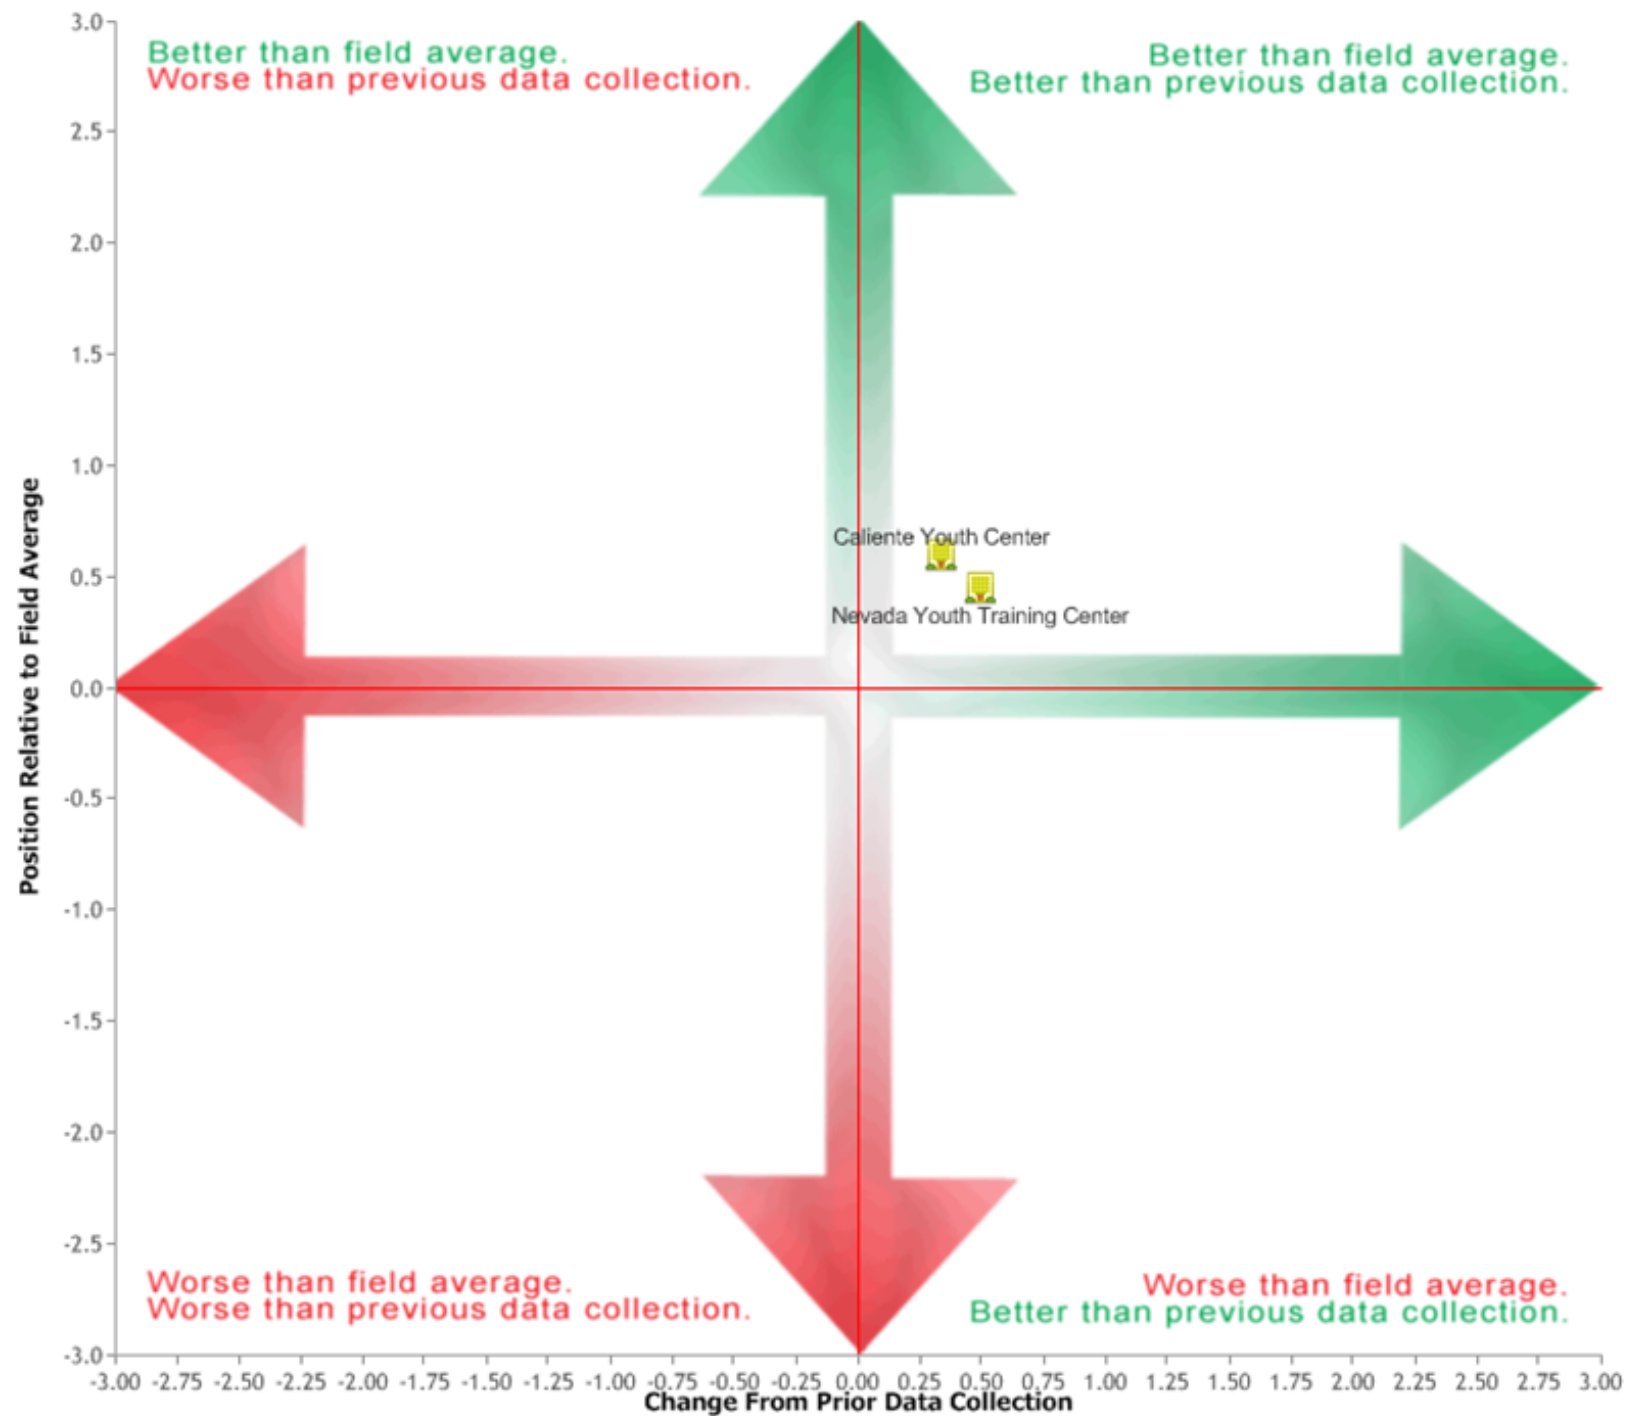 3.0
Better than field average.
Worse than previous data collection.
Better than field average.
Better than previous data collection.
2.5
2.0
1.5
1.0
Caliente Youth Center
0.5
Nevada Youth Training Center
0.0
-0.5
-1.0
-1.5
-2.0
-2.5
Worse than field average.
Worse than previous data collection.
Worse than field average.
Better than previous data collection.
-3.0
Position Relative to Field Average
-3.00 -2.75 -2.50 -2.25 -2.00 -1.75 -1.50 -1.25 -1.00 -0.75 -0.50 -0.25 0.00 0.25 0.50 0.75 1.00 1.25 1.50 1.75 2.00 2.25 2.50 2.75 3.00
Change From Prior Data Collection